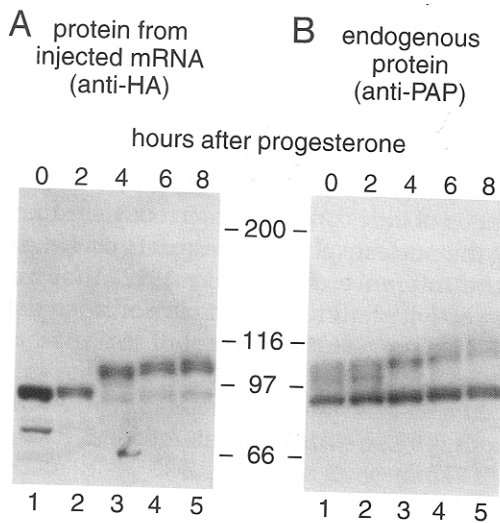 A protein from
injected mRNA
(anti-HA)
B endogenous
protein
(anti-PAP)
hours after progesterone
0 2 4 6 8
0 2 4 6 8
– 200 –
– 116 –
– 97 –
– 66 –
1 2 3 4 5
1 2 3 4 5